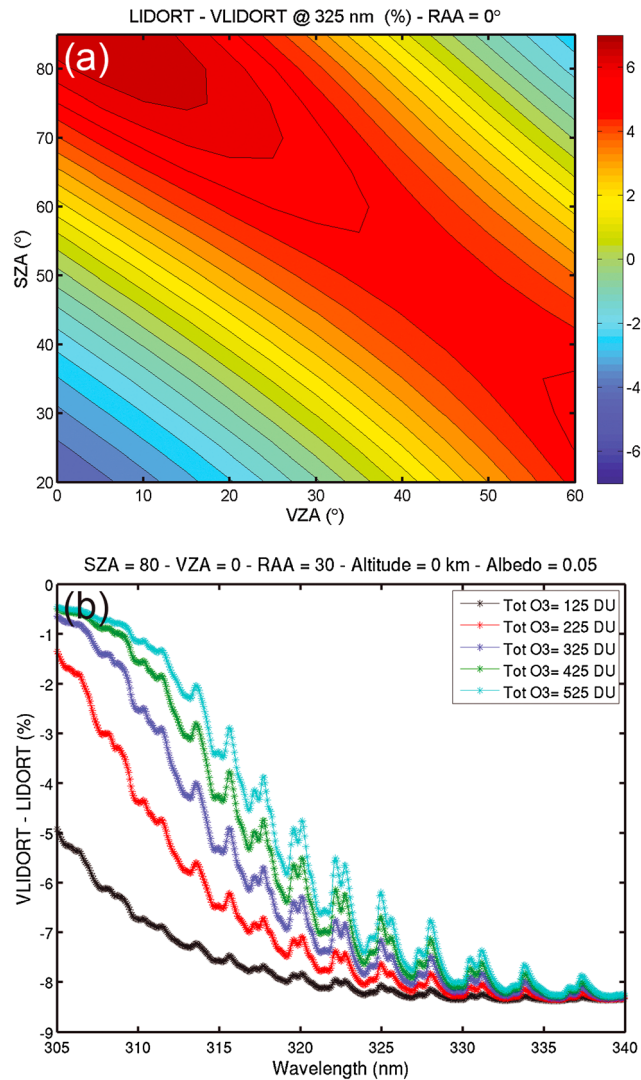 LIDORT - VLIDORT @ 325 nm (%) - RAA = 0°
(a)
85
80
70
60
50
40
30
20
SZA (°)
0 10 20 30 40 50 60
VZA (°)
6
4
2
0
-2
-4
-6
SZA = 80 - VZA = 0 - RAA = 30 - Altitude = 0 km - Albedo = 0.05
(b)
Tot O3= 125 DU
Tot O3= 225 DU
Tot O3= 325 DU
Tot O3= 425 DU
Tot O3= 525 DU
0
-1
-2
-3
-4
-5
-6
-7
-8
-9
VLIDORT - LIDORT (%)
305 310 315 320 325 330 335 340
Wavelength (nm)